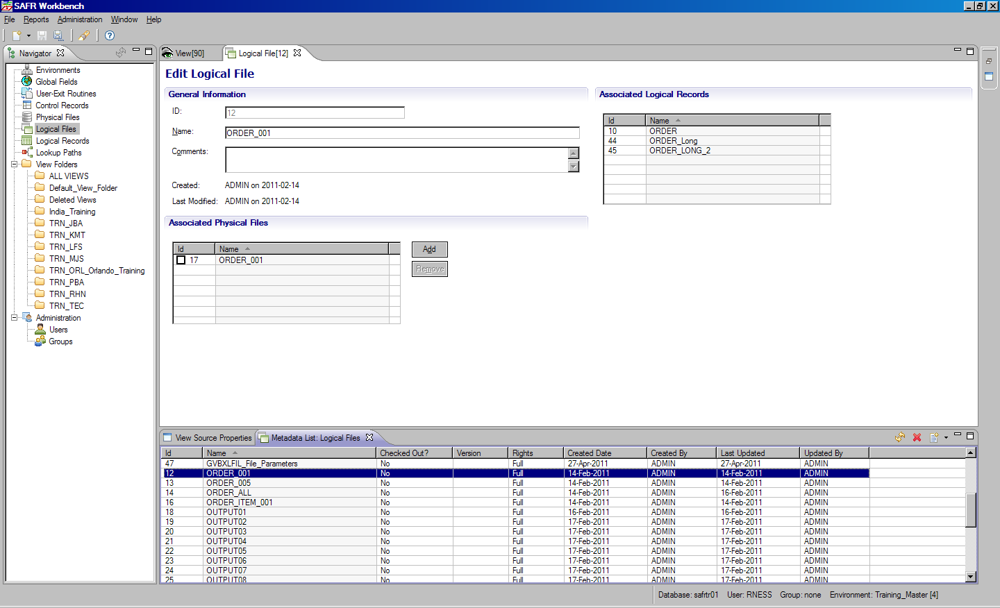 SAFR Workbench
File Reports Administration Window Help
Navigator
Environments
Global Fields
User-Exit Routines
Control Records
Physical Files
Logical Files
Logical Records
Lookup Paths
View Folders
ALL VIEWS
Default_View_Folder
Deleted Views
India_Training
TRN_JBA
TRN_KMT
TRN_LFS
TRN_MJS
TRN_ORL_Orlando_Training
TRN_PBA
TRN_RHN
TRN_TEC
Administration
Users
Groups
View[90] Logical File[12]
Edit Logical File
General Information
ID: 12
Name: ORDER_001
Comments:
Created: ADMIN on 2011-02-14
Last Modified: ADMIN on 2011-02-14
Associated Physical Files
Id Name
17 ORDER_001
Add
Remove
Associated Logical Records
Id Name
10 ORDER
44 ORDER_Long
45 ORDER_LONG_2
View Source Properties Metadata List: Logical Files
Id Name Checked Out? Version Rights Created Date Created By Last Updated Updated By
47 GVBXLFIL_File_Parameters No Full 27-Apr-2011 ADMIN 27-Apr-2011 ADMIN
12 ORDER_001 No Full 14-Feb-2011 ADMIN 14-Feb-2011 ADMIN
13 ORDER_005 No Full 14-Feb-2011 ADMIN 14-Feb-2011 ADMIN
14 ORDER_ALL No Full 14-Feb-2011 ADMIN 16-Feb-2011 ADMIN
16 ORDER_ITEM_001 No Full 14-Feb-2011 ADMIN 14-Feb-2011 ADMIN
18 OUTPUT01 No Full 16-Feb-2011 ADMIN 16-Feb-2011 ADMIN
19 OUTPUT02 No Full 17-Feb-2011 ADMIN 17-Feb-2011 ADMIN
20 OUTPUT03 No Full 17-Feb-2011 ADMIN 17-Feb-2011 ADMIN
21 OUTPUT04 No Full 17-Feb-2011 ADMIN 17-Feb-2011 ADMIN
22 OUTPUT05 No Full 17-Feb-2011 ADMIN 17-Feb-2011 ADMIN
23 OUTPUT06 No Full 17-Feb-2011 ADMIN 17-Feb-2011 ADMIN
24 OUTPUT07 No Full 17-Feb-2011 ADMIN 17-Feb-2011 ADMIN
25 OUTPUT08 No Full 17-Feb-2011 ADMIN 17-Feb-2011 ADMIN
Database: safrtr01 User: RNESS Group: none Environment: Training_Master [4]